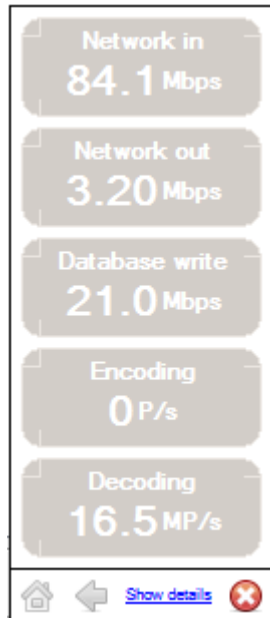 Network in
84.1 Mbps
Network out
3.20 Mbps
Database write
21.0 Mbps
Encoding
0 P/s
Decoding
16.5 MP/s
Show details